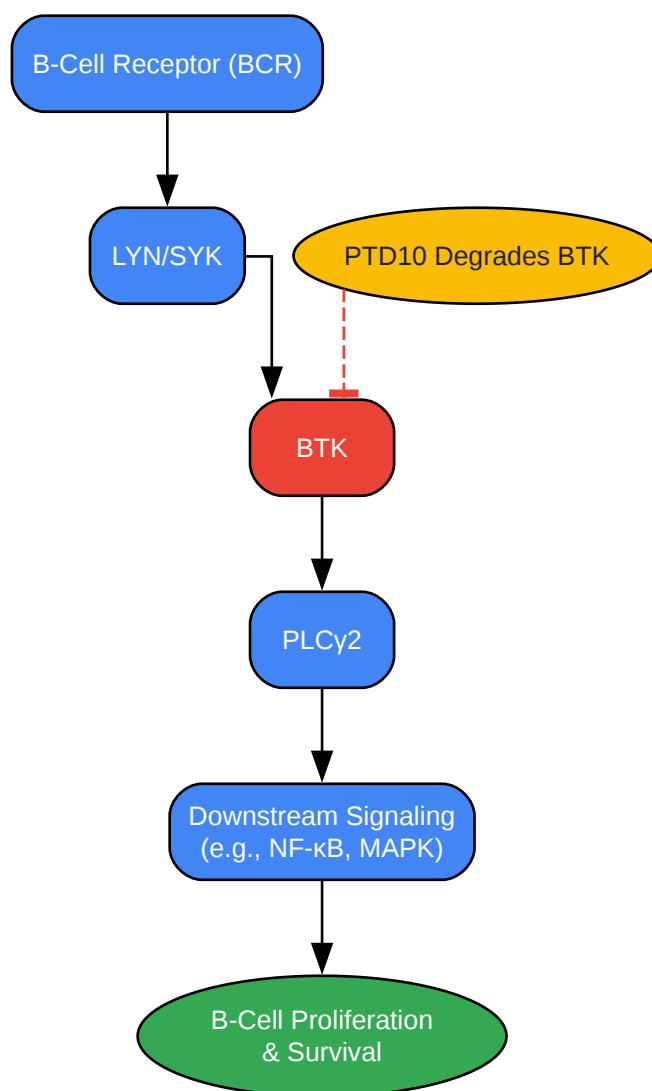 B-Cell Receptor (BCR)
LYN/SYK
PTD10 Degrades BTK
BTK
PLCγ2
Downstream Signaling
(e.g., NF-κB, MAPK)
B-Cell Proliferation
& Survival